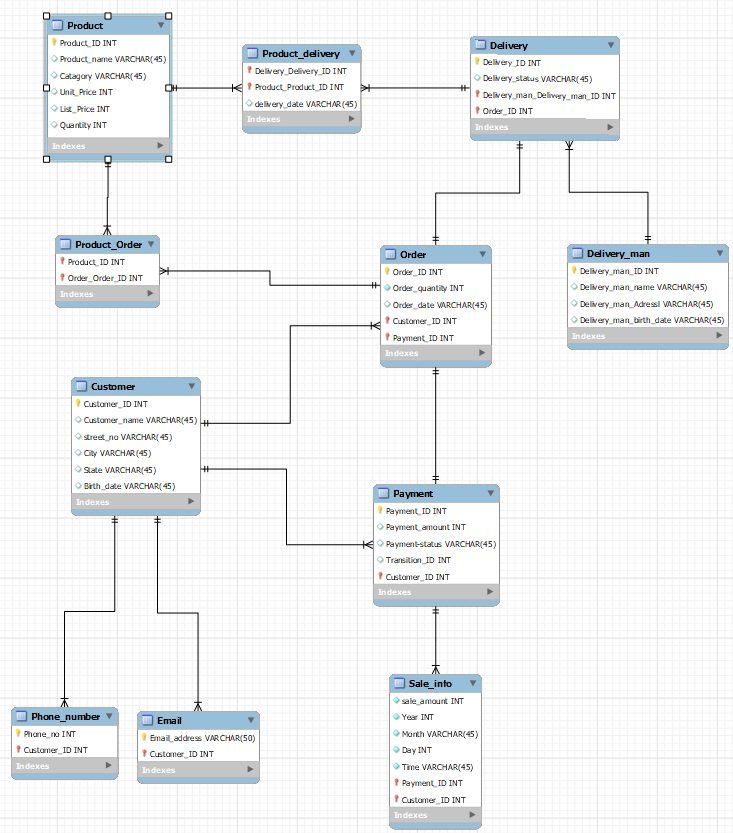 Product
Product_ID INT
Product_name VARCHAR(45)
Catagory VARCHAR(45)
Unit_Price INT
List_Price INT
Quantity INT
Indexes
Product_delivery
Delivery_Delivery_ID INT
Product_Product_ID INT
delivery_date VARCHAR(45)
Indexes
Delivery
Delivery_ID INT
Delivery_status VARCHAR(45)
Delivery_man_Delivery_man_ID INT
Order_ID INT
Indexes
Product_Order
Product_ID INT
Order_Order_ID INT
Indexes
Order
Order_ID INT
Order_quantity INT
Order_date VARCHAR(45)
Customer_ID INT
Payment_ID INT
Indexes
Delivery_man
Delivery_man_ID INT
Delivery_man_name VARCHAR(45)
Delivery_man_Adressl VARCHAR(45)
Delivery_man_birth_date VARCHAR(45)
Indexes
Customer
Customer_ID INT
Customer_name VARCHAR(45)
street_no VARCHAR(45)
City VARCHAR(45)
State VARCHAR(45)
Birth_date VARCHAR(45)
Indexes
Payment
Payment_ID INT
Payment_amount INT
Payment-status VARCHAR(45)
Transition_ID INT
Customer_ID INT
Indexes
Phone_number
Phone_no INT
Customer_ID INT
Indexes
Email
Email_address VARCHAR(50)
Customer_ID INT
Indexes
Sale_info
sale_amount INT
Year INT
Month VARCHAR(45)
Day INT
Time VARCHAR(45)
Payment_ID INT
Customer_ID INT
Indexes